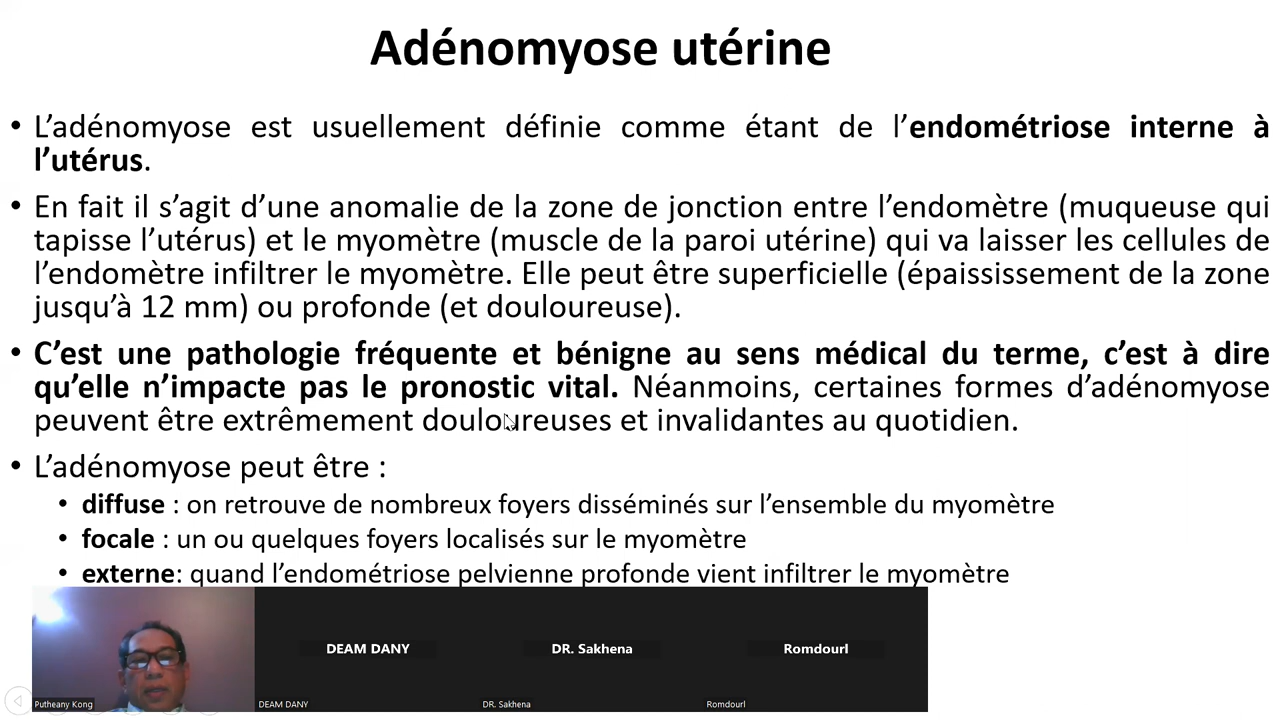 Adénomyose utérine
• L’adénomyose est usuellement définie comme étant de l’endométriose interne à
l’utérus.
• En fait il s’agit d’une anomalie de la zone de jonction entre l’endomètre (muqueuse qui
tapisse l’utérus) et le myomètre (muscle de la paroi utérine) qui va laisser les cellules de
l’endomètre infiltrer le myomètre. Elle peut être superficielle (épaississement de la zone
jusqu’à 12 mm) ou profonde (et douloureuse).
• C’est une pathologie fréquente et bénigne au sens médical du terme, c’est à dire
qu’elle n’impacte pas le pronostic vital. Néanmoins, certaines formes d’adénomyose
peuvent être extrêmement douloureuses et invalidantes au quotidien.
• L’adénomyose peut être :
• diffuse : on retrouve de nombreux foyers disséminés sur l’ensemble du myomètre
• focale : un ou quelques foyers localisés sur le myomètre
• externe: quand l’endométriose pelvienne profonde vient infiltrer le myomètre
DEAM DANY
DR. Sakhena
Romdourl
Putheany Kong
DEAM DANY
DR. Sakhena
Romdourl